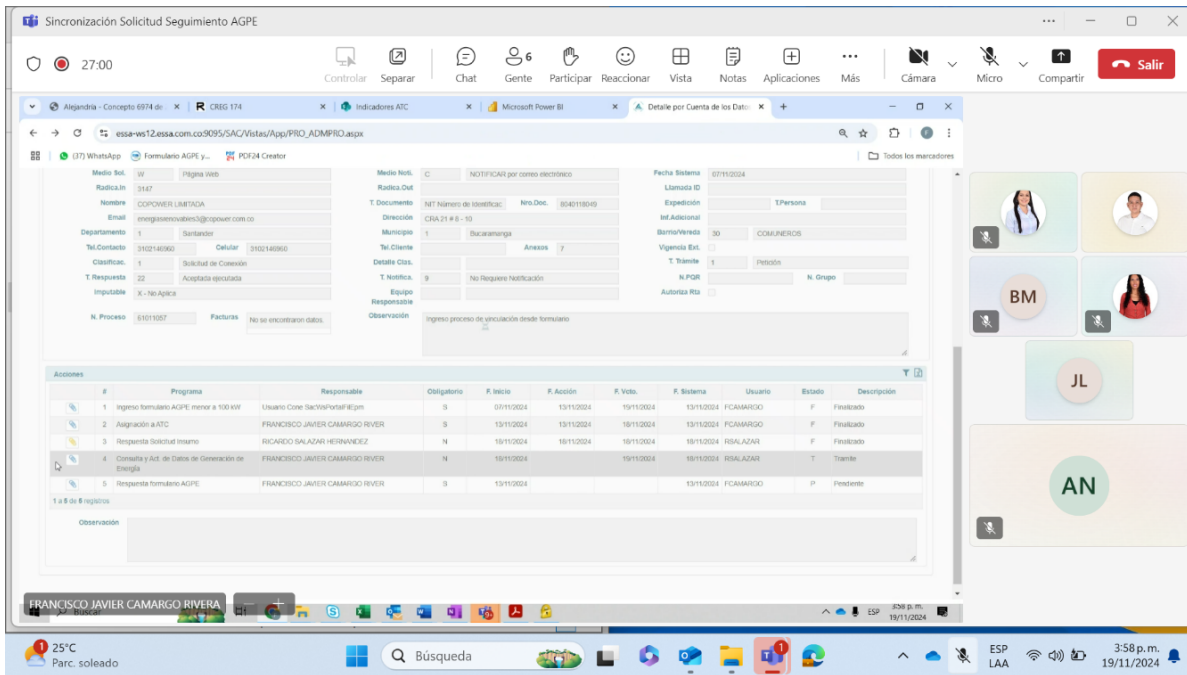 Sincronización Solicitud Seguimiento AGPE
27:00
Controlar Separar Chat Gente 6 Participar Reaccionar Vista Notas Aplicaciones Más Cámara Micro Compartir Salir
Alejandria - Concepto 6974 de CREG 174 Indicadores ATC Microsoft Power BI Detalle por Cuenta de los Dato
essa-ws12.essa.com.co:9095/SAC/Vistas/App/PRO_ADMPRO.aspx
(37) WhatsApp Formulario AGPE y... PDF24 Creator Todos los marcadores
Medio Sol. W Página Web Medio Noti. C NOTIFICAR por correo electrónico Fecha Sistema 07/11/2024
Radica.In 3147 Radica.Out Llamada ID
Nombre COPOWER LIMITADA T. Documento NIT Número de Identificac Nro.Doc. 8040118049 Expedición T.Persona
Email energiasrenovables3@copower.com.co Dirección CRA 21 # 8 - 10 Inf.Adicional
Departamento 1 Santander Municipio 1 Bucaramanga Barrio/Vereda 30 COMUNEROS
Tel.Contacto 3102146960 Celular 3102146960 Tel.Cliente Anexos 7 Vigencia Ext.
Clasificac. 1 Solicitud de Conexión Detalle Clas. T. Trámite 1 Petición
T. Respuesta 22 Aceptada ejecutada T. Notifica. 9 No Requiere Notificación N.PQR N. Grupo
Imputable X - No Aplica Equipo Responsable Autoriza Rta
N. Proceso 61011057 Facturas No se encontraron datos. Observación Ingreso proceso de vinculación desde formulario
Acciones
# Programa Responsable Obligatorio F. Inicio F. Acción F. Vcto. F. Sistema Usuario Estado Descripción
1 Ingreso formulario AGPE menor a 100 kW Usuario Cone.SacWsPortalFilEpm S 07/11/2024 13/11/2024 19/11/2024 13/11/2024 FCAMARGO F Finalizado
2 Asignación a ATC FRANCISCO JAVIER CAMARGO RIVER S 13/11/2024 13/11/2024 18/11/2024 13/11/2024 FCAMARGO F Finalizado
3 Respuesta Solicitud Insumo RICARDO SALAZAR HERNANDEZ N 18/11/2024 18/11/2024 18/11/2024 18/11/2024 RSALAZAR F Finalizado
4 Consulta y Act. de Datos de Generación de Energía FRANCISCO JAVIER CAMARGO RIVER N 18/11/2024 19/11/2024 18/11/2024 RSALAZAR T Tramite
5 Respuesta formulario AGPE FRANCISCO JAVIER CAMARGO RIVER S 13/11/2024 13/11/2024 FCAMARGO P Pendiente
1 a 5 de 6 registros
Observación
BM
JL
AN
FRANCISCO JAVIER CAMARGO RIVERA
Buscar ESP 3:58 p. m.
19/11/2024
1 25°C
Parc. soleado
Búsqueda
ESP
LAA
3:58 p. m.
19/11/2024